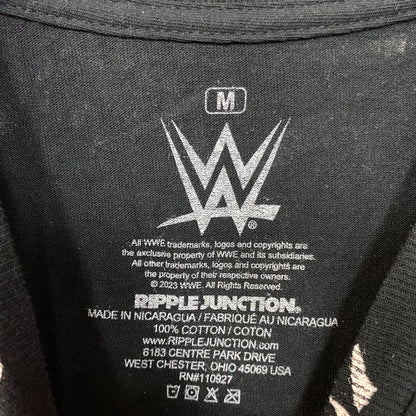 M
W
®
All WWE trademarks, logos and copyrights are
the exclusive property of WWE and its subsidiaries.
All other trademarks, logos and copyrights are
the property of their respective owners.
© 2023 WWE. All Rights Reserved.
RIPPLE JUNCTION®
MADE IN NICARAGUA / FABRIQUÉ AU NICARAGUA
100% COTTON / COTON
www.RIPPLEJUNCTION.com
6183 CENTRE PARK DRIVE
WEST CHESTER, OHIO 45069 USA
RN#110927